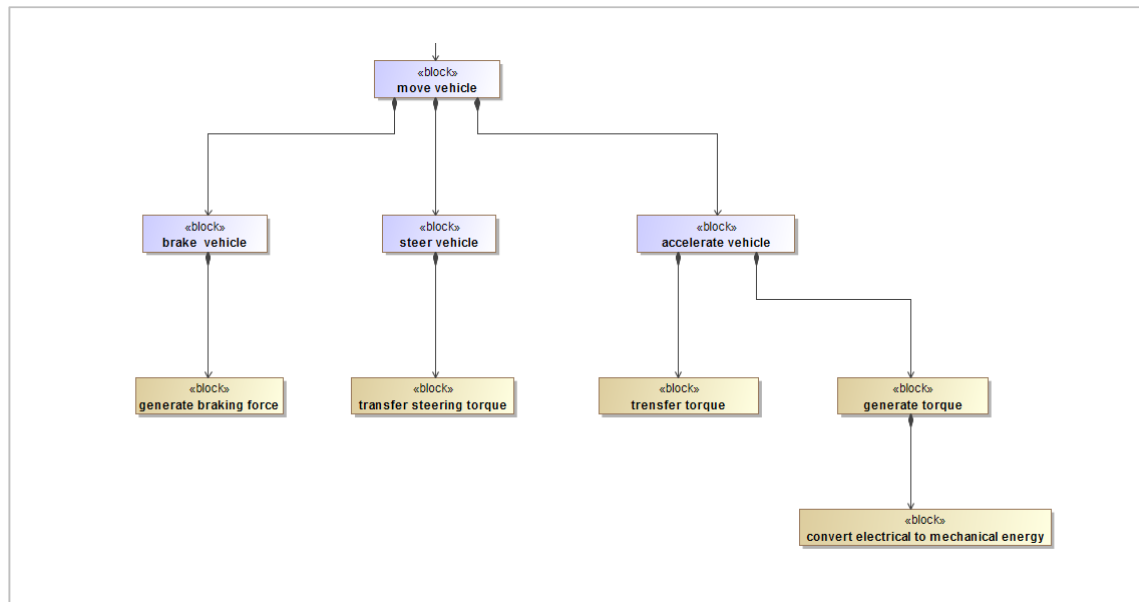 «block»
move vehicle
«block»
brake  vehicle
«block»
steer vehicle
«block»
accelerate vehicle
«block»
generate braking force
«block»
transfer steering torque
«block»
trensfer torque
«block»
generate torque
«block»
convert electrical to mechanical energy